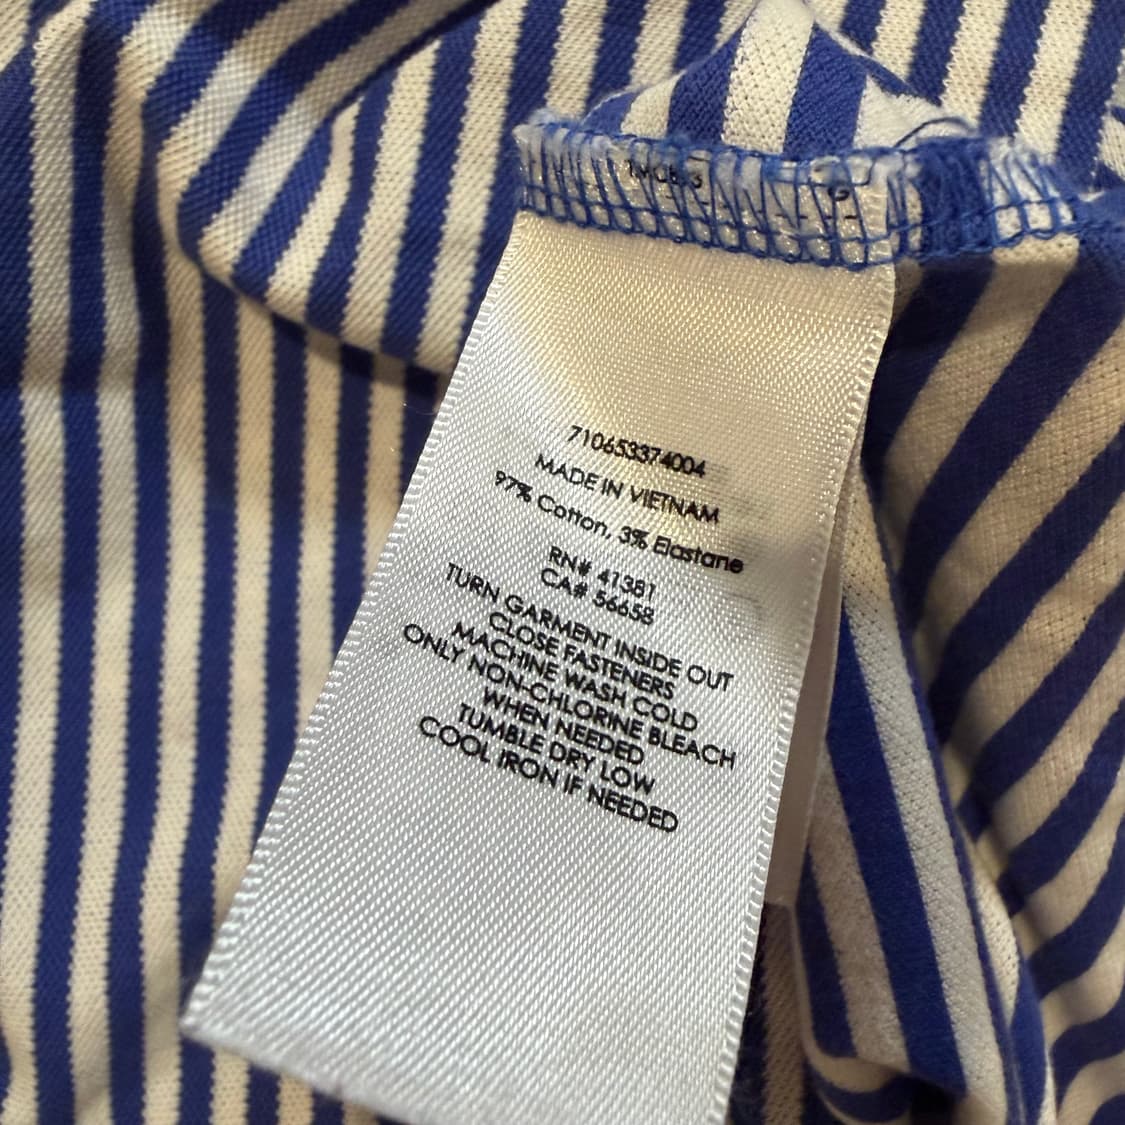 710653374004
MADE IN VIETNAM
97% Cotton, 3% Elastane
RN# 41381
CA# 56658
TURN GARMENT INSIDE OUT
CLOSE FASTENERS
MACHINE WASH COLD
ONLY NON-CHLORINE BLEACH
WHEN NEEDED
TUMBLE DRY LOW
COOL IRON IF NEEDED